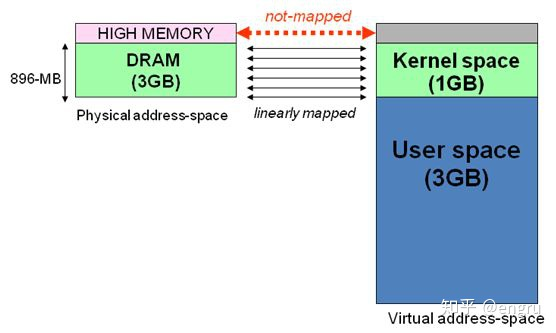 not-mapped
HIGH MEMORY
896-MB
DRAM
(3GB)
Kernel space
(1GB)
Physical address-space
linearly mapped
User space
(3GB)
知乎 @engru
Virtual address-space